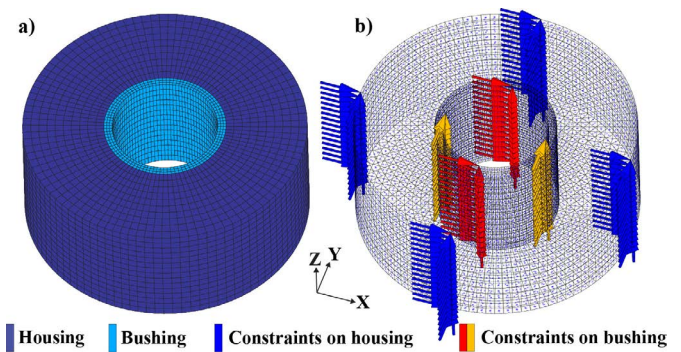 a)
b)
Z
Y
X
Housing
Bushing
Constraints on housing
Constraints on bushing